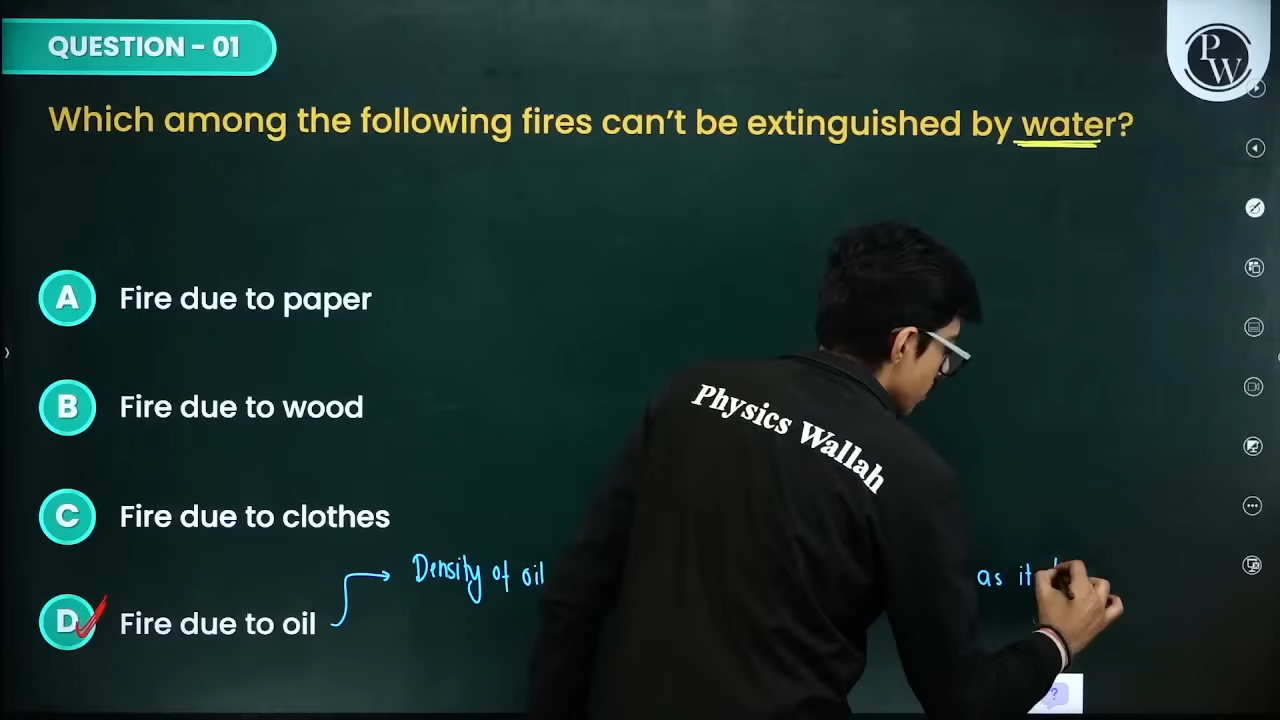 QUESTION - 01
PW
Which among the following fires can't be extinguished by water?
A Fire due to paper
B Fire due to wood
Physics Wallah
C Fire due to clothes
Density of oil as it
D Fire due to oil
?